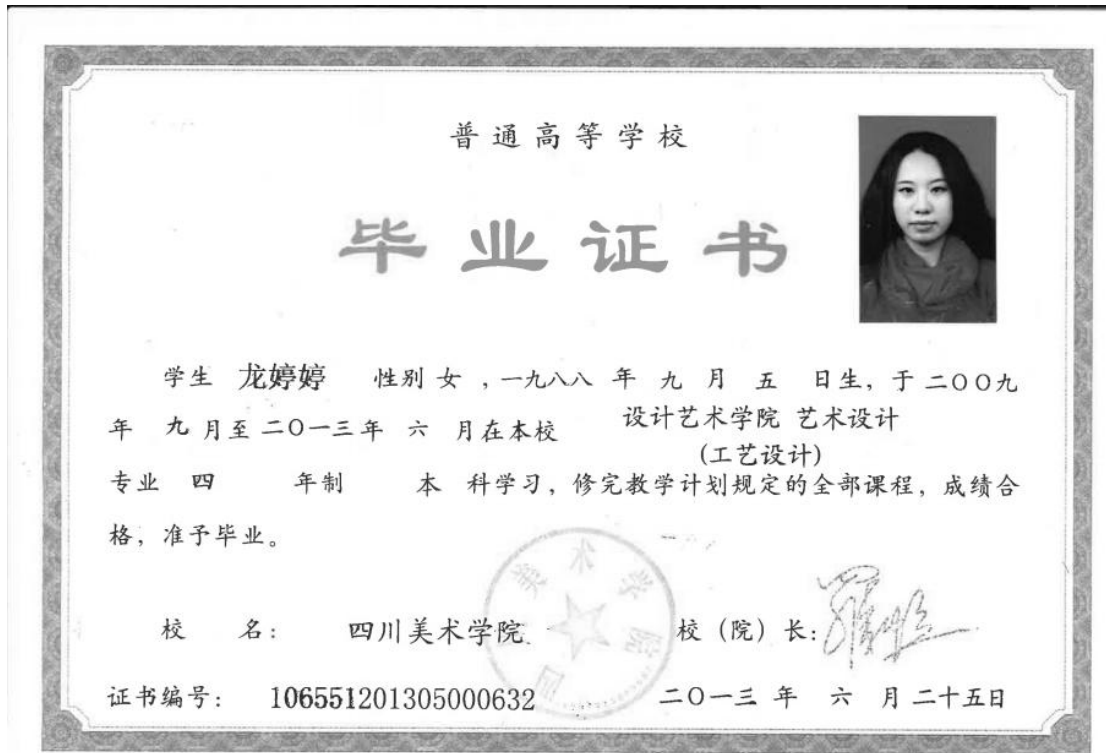 普通高等学校
毕业证书
学生 龙婷婷 性别 女 ，一九八八 年 九 月 五 日生，于 二〇〇九
年 九 月至 二〇一三年 六 月在本校 设计艺术学院 艺术设计
(工艺设计)
专业 四 年制 本 科学习，修完教学计划规定的全部课程，成绩合
格，准予毕业。
校 名： 四川美术学院 校（院）长：
证书编号： 106551201305000632 二〇一三 年 六 月 二十五日